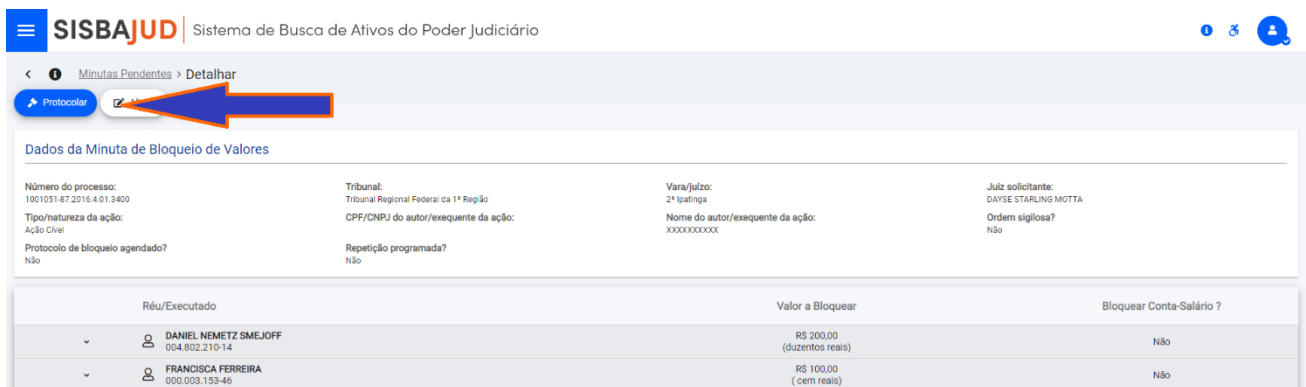 SISBAJUD Sistema de Busca de Ativos do Poder Judiciário
Minutas Pendentes > Detalhar
Protocolar
Dados da Minuta de Bloqueio de Valores
Número do processo: Tribunal: Vara/juízo: Juiz solicitante:
1001051-87.2016.4.01.3400 Tribunal Regional Federal da 1ª Região 2ª Ipatinga DAYSE STARLING MOTTA
Tipo/natureza da ação: CPF/CNPJ do autor/exequente da ação: Nome do autor/exequente da ação: Ordem sigilosa?
Ação Cível XXXXXXXXXX Não
Protocolo de bloqueio agendado? Repetição programada?
Não Não
Réu/Executado Valor a Bloquear Bloquear Conta-Salário ?
DANIEL NEMETZ SMEJOFF R$ 200,00
004.802.210-14 (duzentos reais) Não
FRANCISCA FERREIRA R$ 100,00
000.003.153-46 ( cem reais) Não